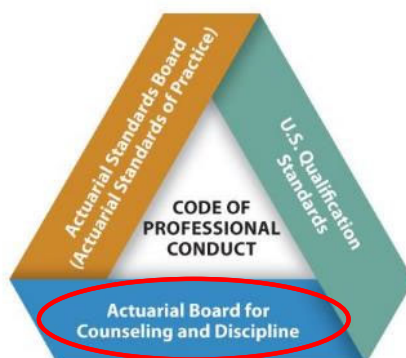 Actuarial Standards Board
(Actuarial Standards of Practice)
U.S. Qualification
Standards
CODE OF
PROFESSIONAL
CONDUCT
Actuarial Board for
Counseling and Discipline